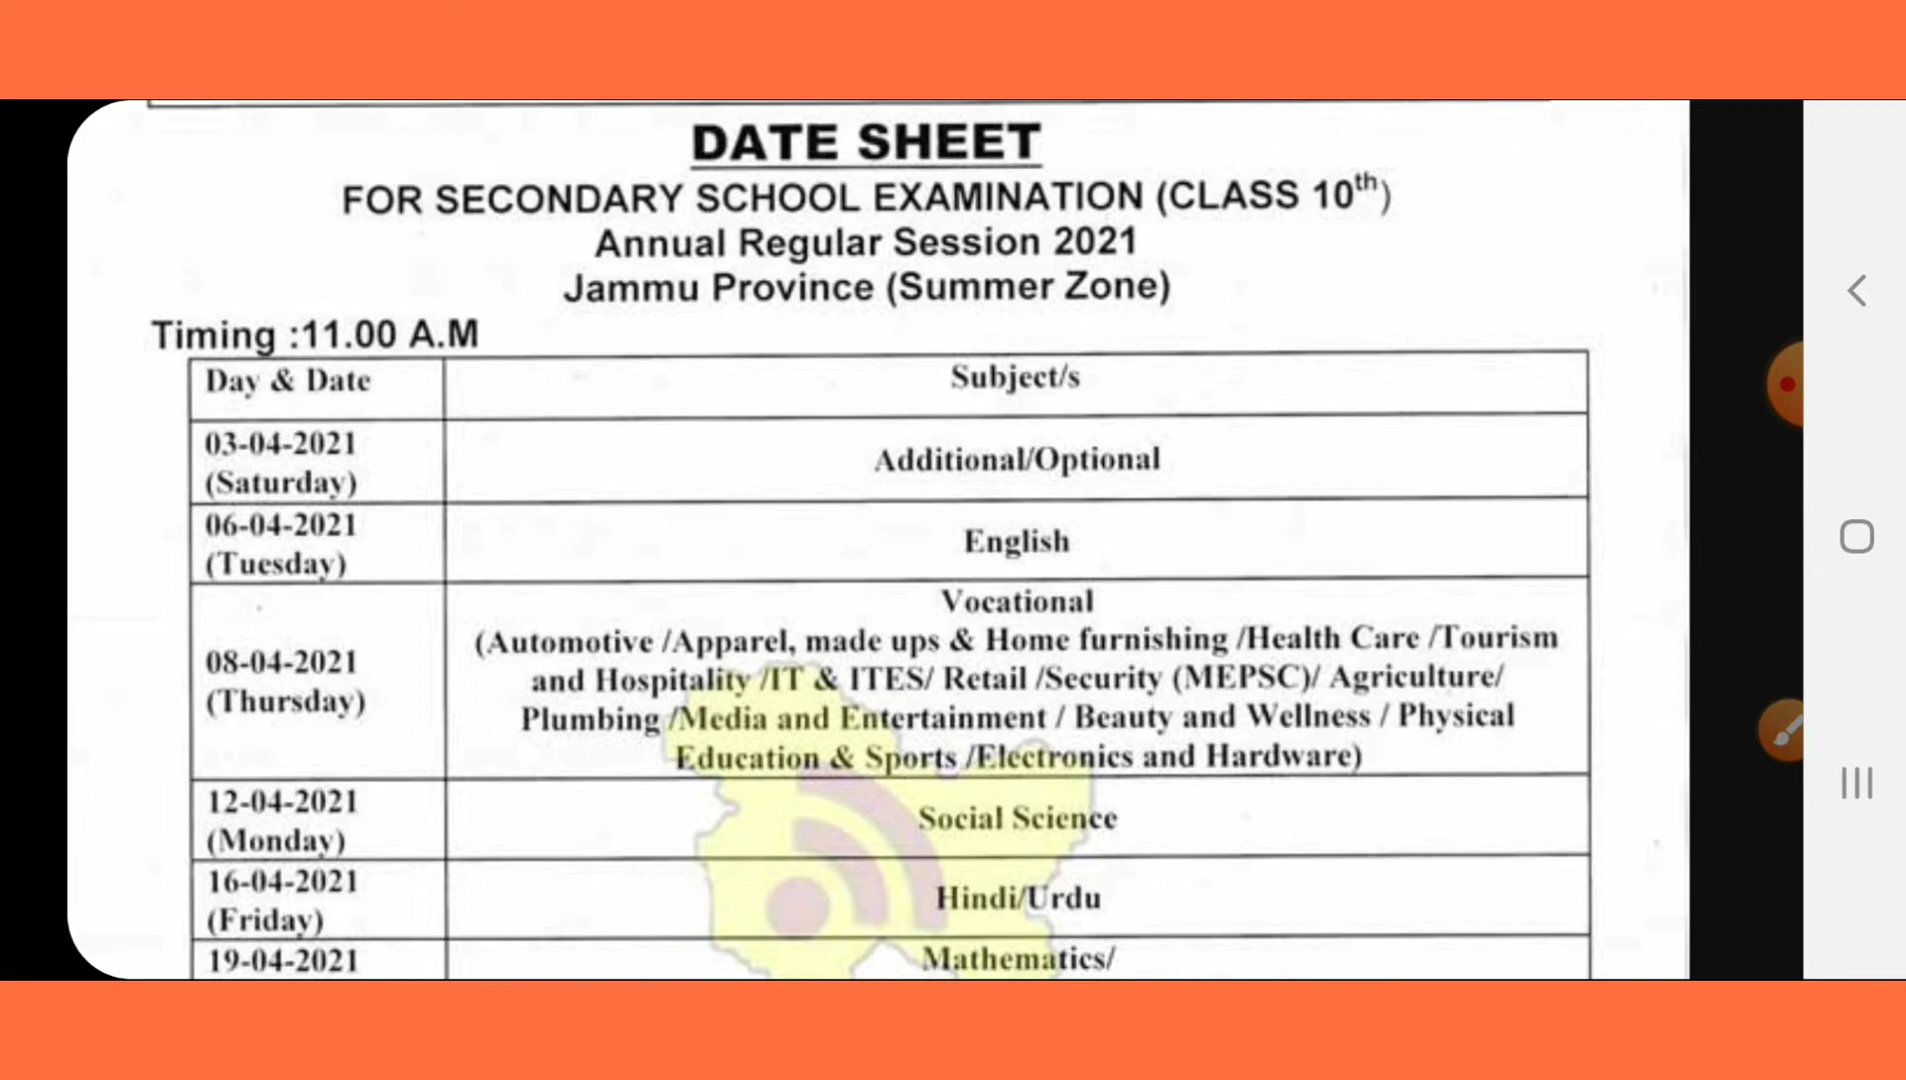 DATE SHEET
FOR SECONDARY SCHOOL EXAMINATION (CLASS 10th)
Annual Regular Session 2021
Jammu Province (Summer Zone)
Timing :11.00 A.M
Day & Date
Subject/s
03-04-2021
(Saturday)
Additional/Optional
06-04-2021
(Tuesday)
English
08-04-2021
(Thursday)
Vocational
(Automotive /Apparel, made ups & Home furnishing /Health Care /Tourism
and Hospitality /IT & ITES/ Retail /Security (MEPSC)/ Agriculture/
Plumbing /Media and Entertainment / Beauty and Wellness / Physical
Education & Sports /Electronics and Hardware)
12-04-2021
(Monday)
Social Science
16-04-2021
(Friday)
Hindi/Urdu
19-04-2021
Mathematics/